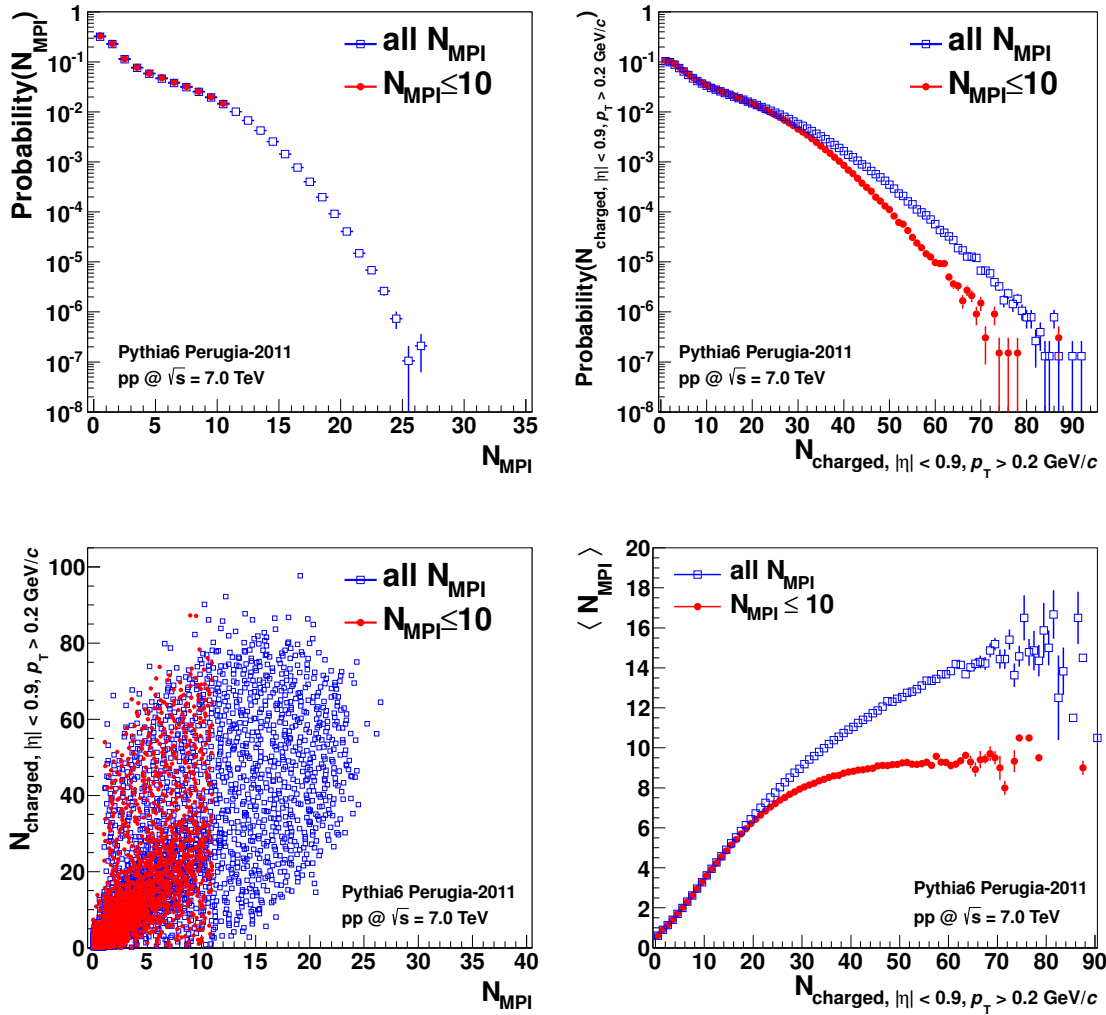 Probability(N_MPI)
1
10^-1
10^-2
10^-3
10^-4
10^-5
10^-6
10^-7
10^-8
all N_MPI
N_MPI≤10
Pythia6 Perugia-2011
pp @ √s = 7.0 TeV
0 5 10 15 20 25 30 35
N_MPI
Probability(N_charged, |η| < 0.9, p_T > 0.2 GeV/c)
1
10^-1
10^-2
10^-3
10^-4
10^-5
10^-6
10^-7
10^-8
all N_MPI
N_MPI≤10
Pythia6 Perugia-2011
pp @ √s = 7.0 TeV
0 10 20 30 40 50 60 70 80 90
N_charged, |η| < 0.9, p_T > 0.2 GeV/c
N_charged, |η| < 0.9, p_T > 0.2 GeV/c
100
80
60
40
20
0
all N_MPI
N_MPI≤10
Pythia6 Perugia-2011
pp @ √s = 7.0 TeV
0 5 10 15 20 25 30 35 40
N_MPI
⟨ N_MPI ⟩
20
18
16
14
12
10
8
6
4
2
0
all N_MPI
N_MPI ≤ 10
Pythia6 Perugia-2011
pp @ √s = 7.0 TeV
0 10 20 30 40 50 60 70 80 90
N_charged, |η| < 0.9, p_T > 0.2 GeV/c